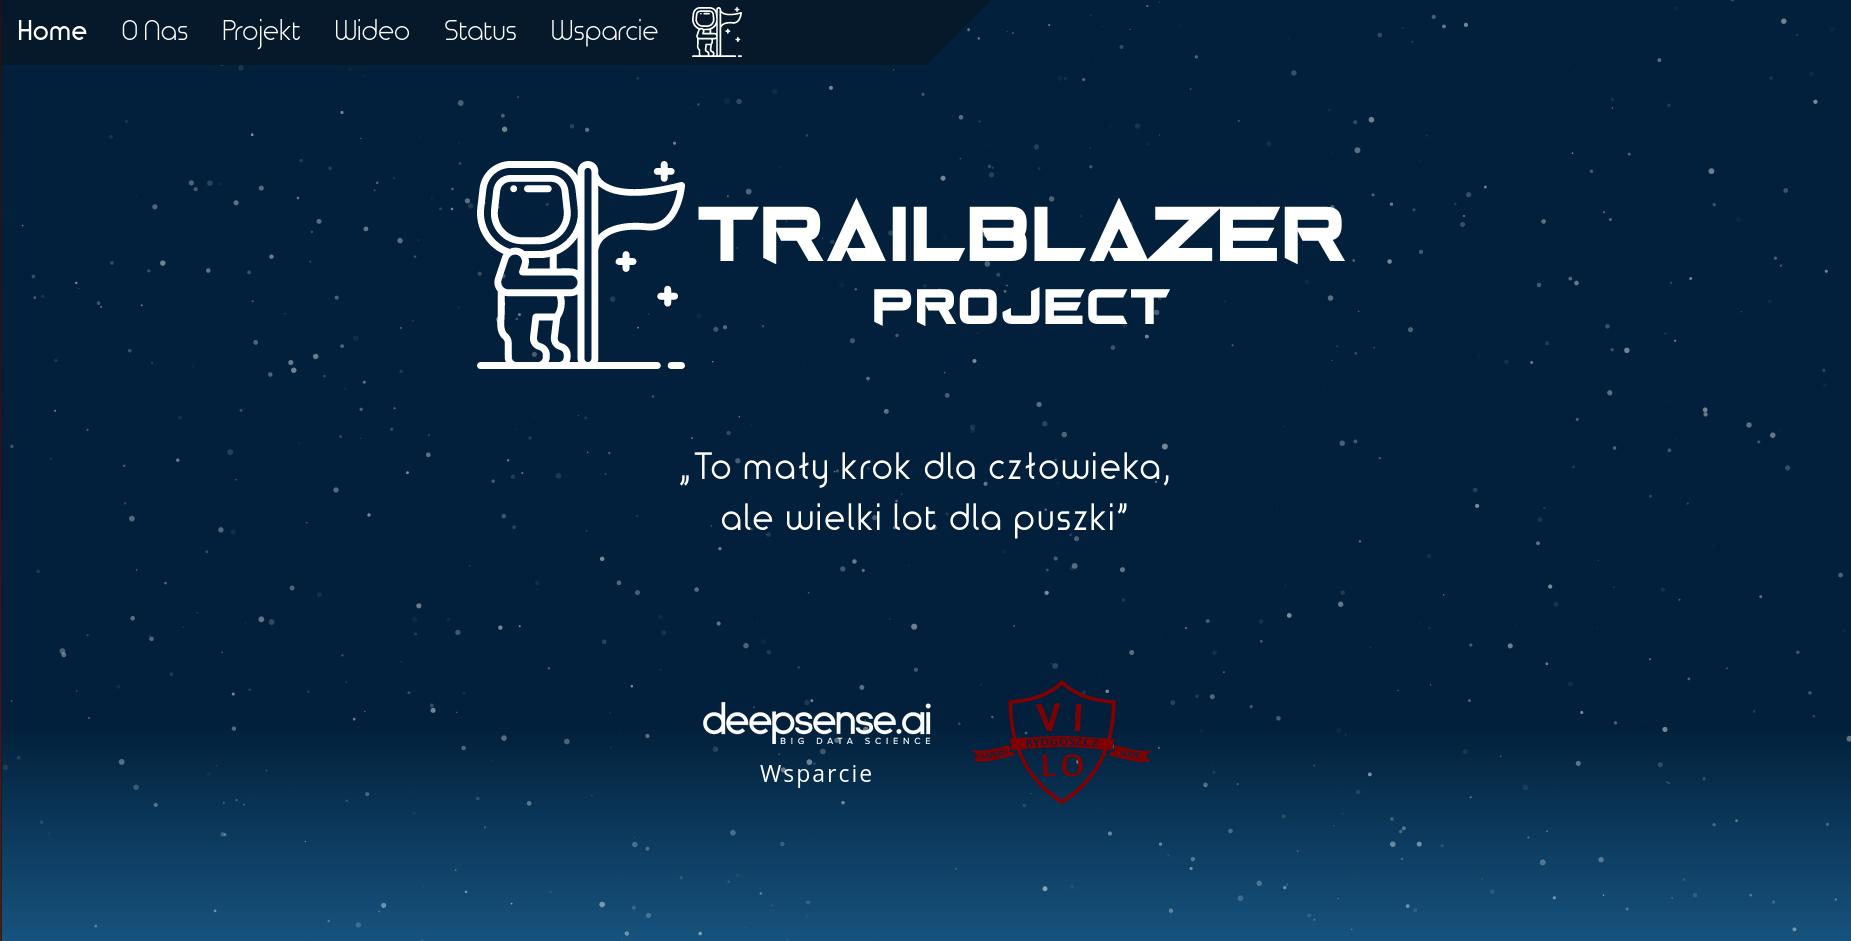 Home O Nas Projekt Wideo Status Wsparcie
TRAILBLAZER
PROJECT
„To mały krok dla człowieka,
ale wielki lot dla puszki”
deepsense.ai
BIG DATA SCIENCE
Wsparcie
VI
BYDGOSZCZ
LO